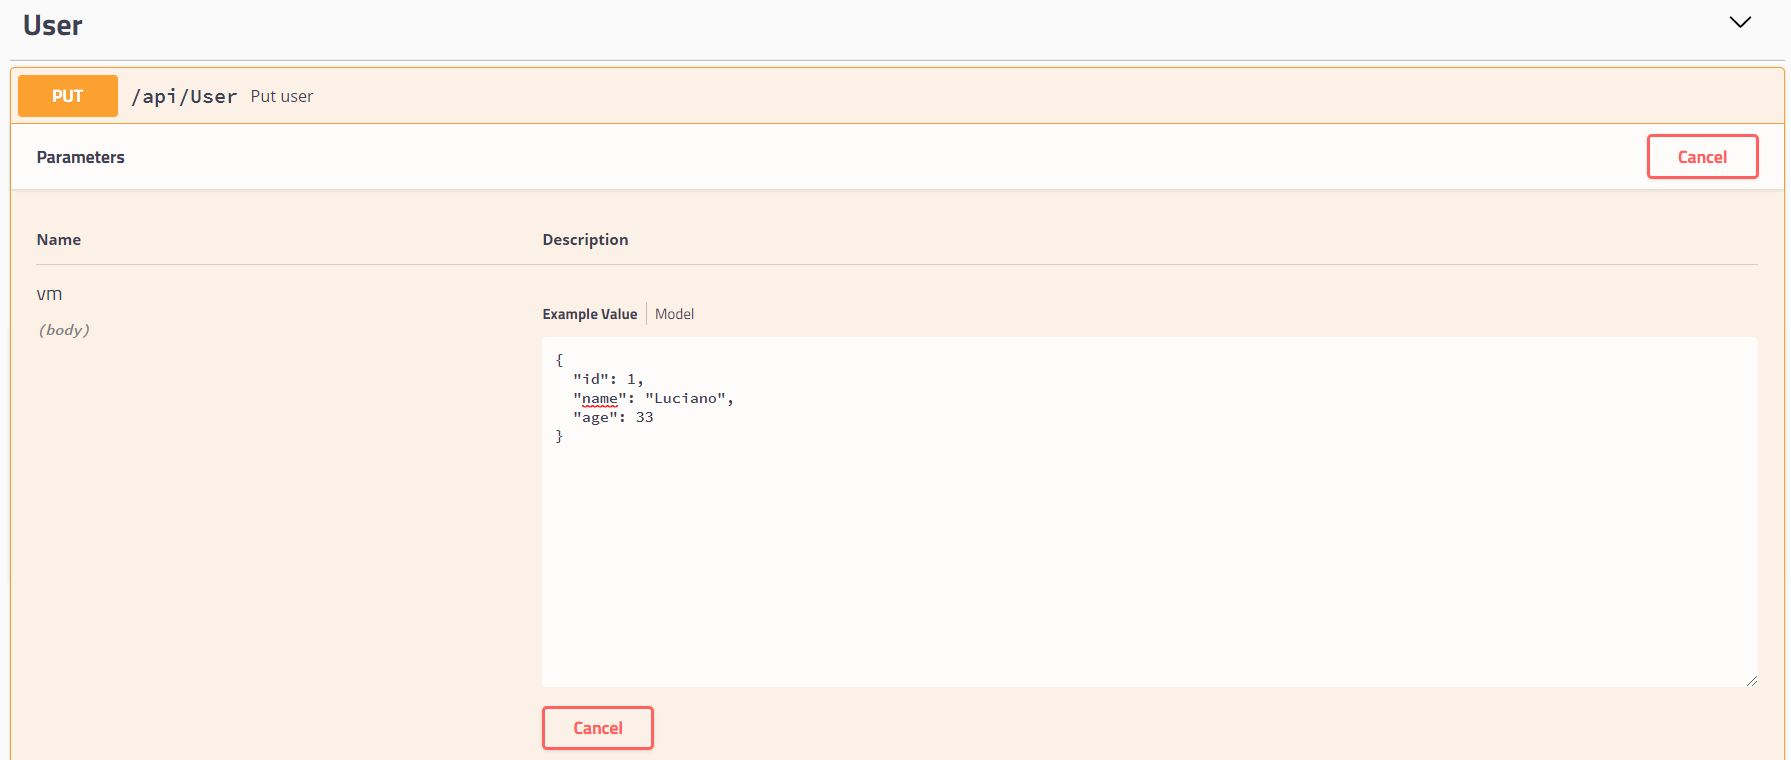 User
PUT /api/User Put user
Parameters Cancel
Name Description
vm
(body)
Example Value Model
{
"id": 1,
"name": "Luciano",
"age": 33
}
Cancel